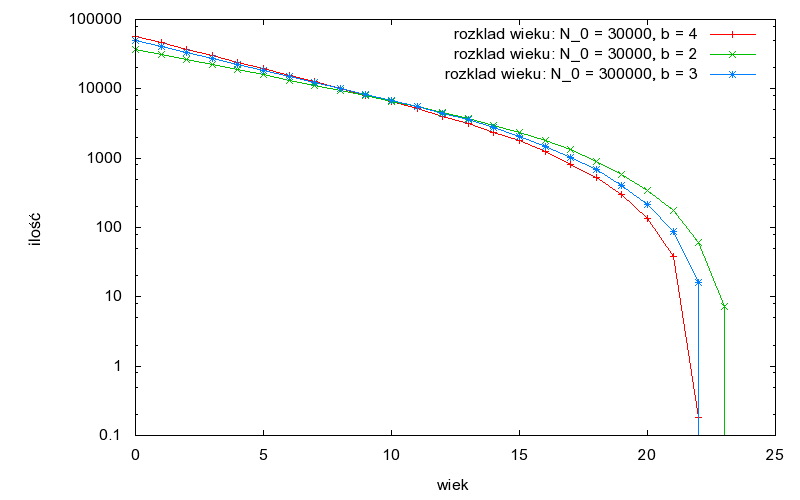 100000
rozklad wieku: N_0 = 30000, b = 4
rozklad wieku: N_0 = 30000, b = 2
rozklad wieku: N_0 = 300000, b = 3
10000
1000
100
10
1
0.1
ilość
0 5 10 15 20 25
wiek